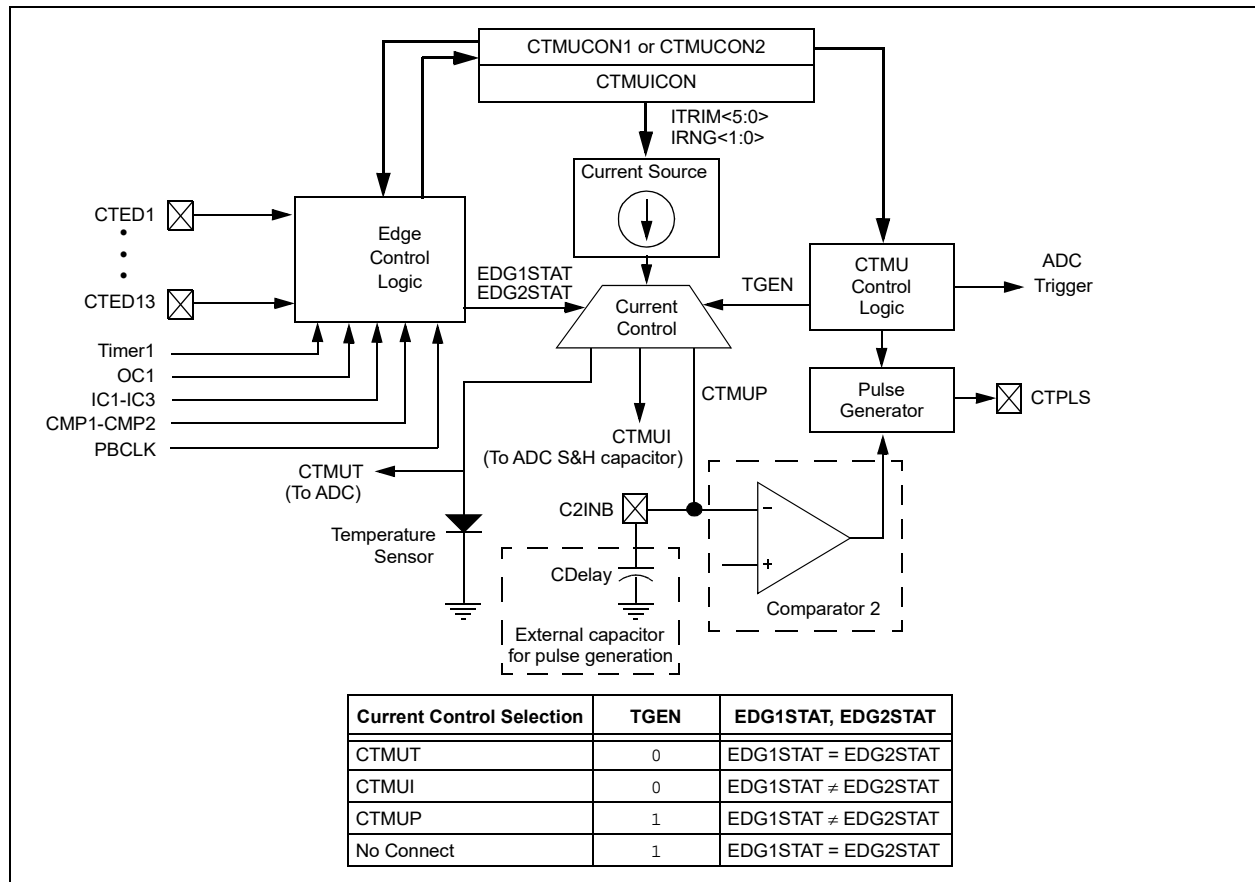 CTMUCON1 or CTMUCON2
CTMUICON
ITRIM<5:0>
IRNG<1:0>
Current Source
CTED1
CTED13
Edge
Control
Logic
EDG1STAT
EDG2STAT
Current
Control
TGEN
CTMU
Control
Logic
ADC
Trigger
Timer1
OC1
IC1-IC3
CMP1-CMP2
PBCLK
CTMUP
Pulse
Generator
CTPLS
CTMUI
(To ADC S&H capacitor)
CTMUT
(To ADC)
C2INB
Temperature
Sensor
CDelay
−
+
Comparator 2
External capacitor
for pulse generation
Current Control Selection TGEN EDG1STAT, EDG2STAT
CTMUT 0 EDG1STAT = EDG2STAT
CTMUI 0 EDG1STAT ≠ EDG2STAT
CTMUP 1 EDG1STAT ≠ EDG2STAT
No Connect 1 EDG1STAT = EDG2STAT